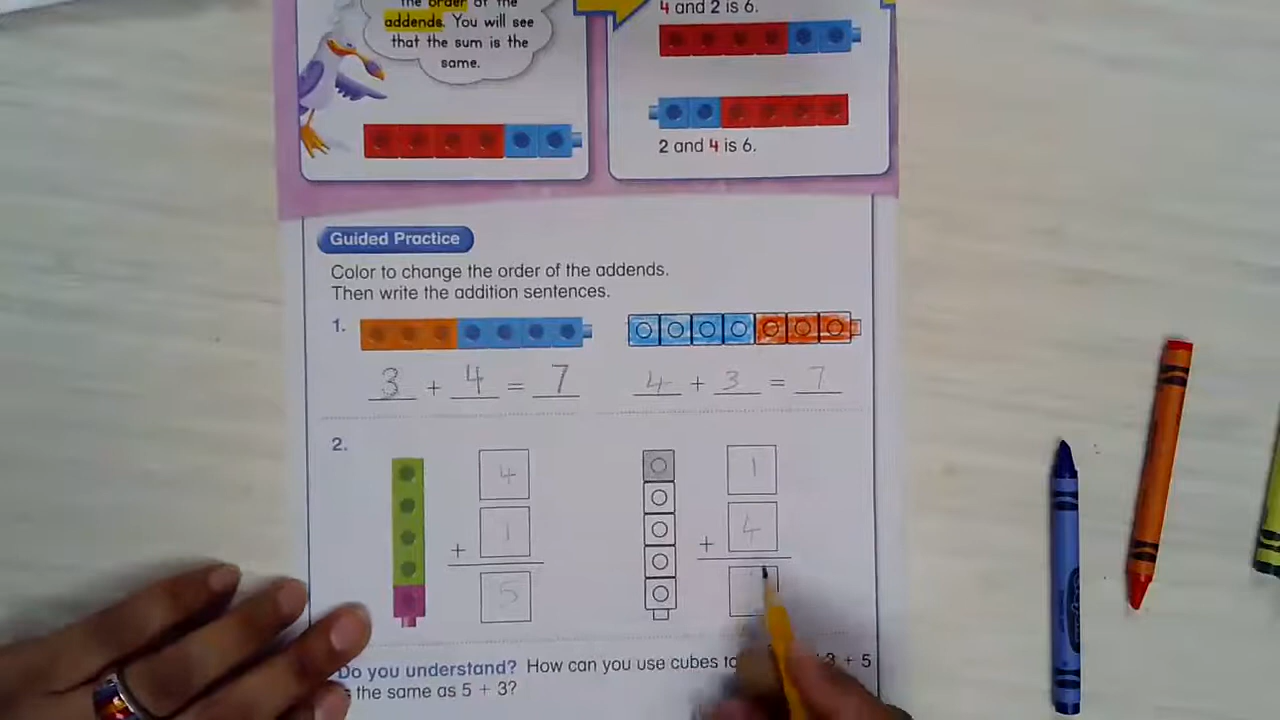 the order of the
addends. You will see
that the sum is the
same.
4 and 2 is 6.
2 and 4 is 6.
Guided Practice
Color to change the order of the addends.
Then write the addition sentences.
1.
3 + 4 = 7
4 + 3 = 7
2.
4
+ 1
5
1
+ 4
Do you understand? How can you use cubes to 3 + 5
the same as 5 + 3?